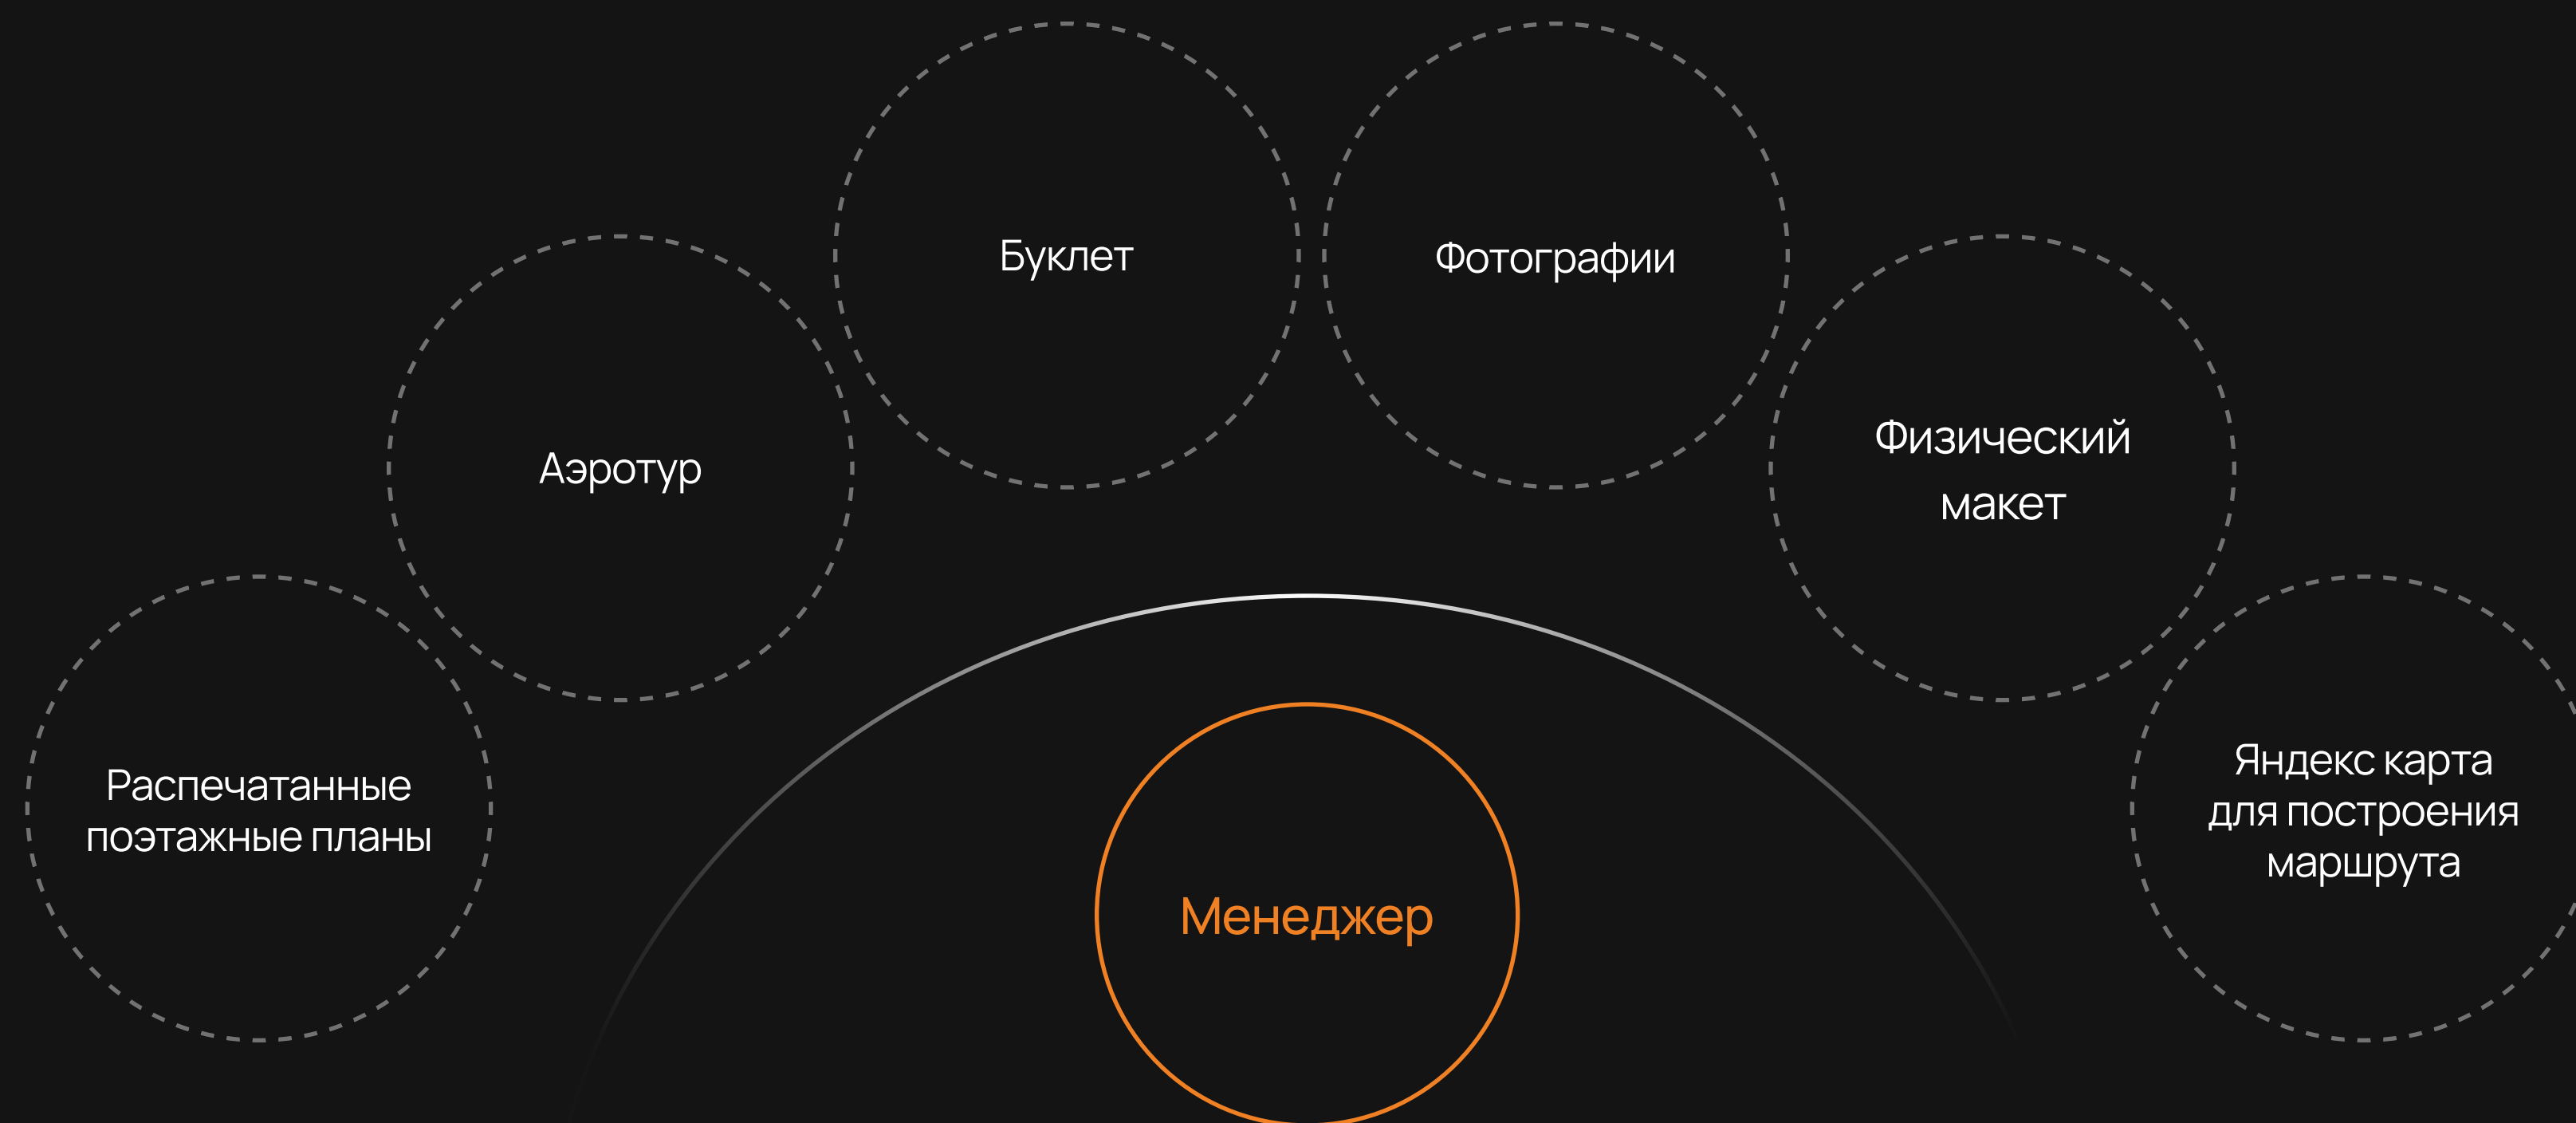 Буклет
Фотографии
Аэротур
Физический
макет
Распечатанные
поэтажные планы
Яндекс карта
для построения
маршрута
Менеджер